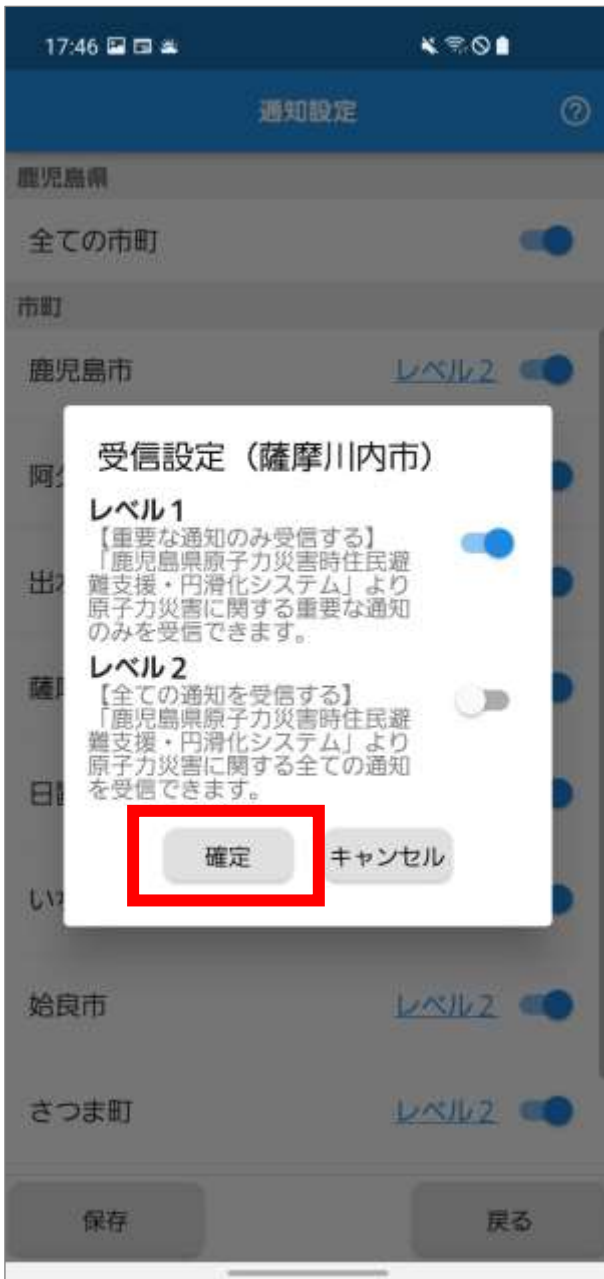 17:46
通知設定
鹿児島県
全ての市町
市町
鹿児島市 レベル2
阿
出
薩
日
い
受信設定（薩摩川内市）
レベル1
【重要な通知のみ受信する】
「鹿児島県原子力災害時住民避
難支援・円滑化システム」より
原子力災害に関する重要な通知
のみを受信できます。
レベル2
【全ての通知を受信する】
「鹿児島県原子力災害時住民避
難支援・円滑化システム」より
原子力災害に関する全ての通知
を受信できます。
確定 キャンセル
姶良市 レベル2
さつま町 レベル2
保存 戻る